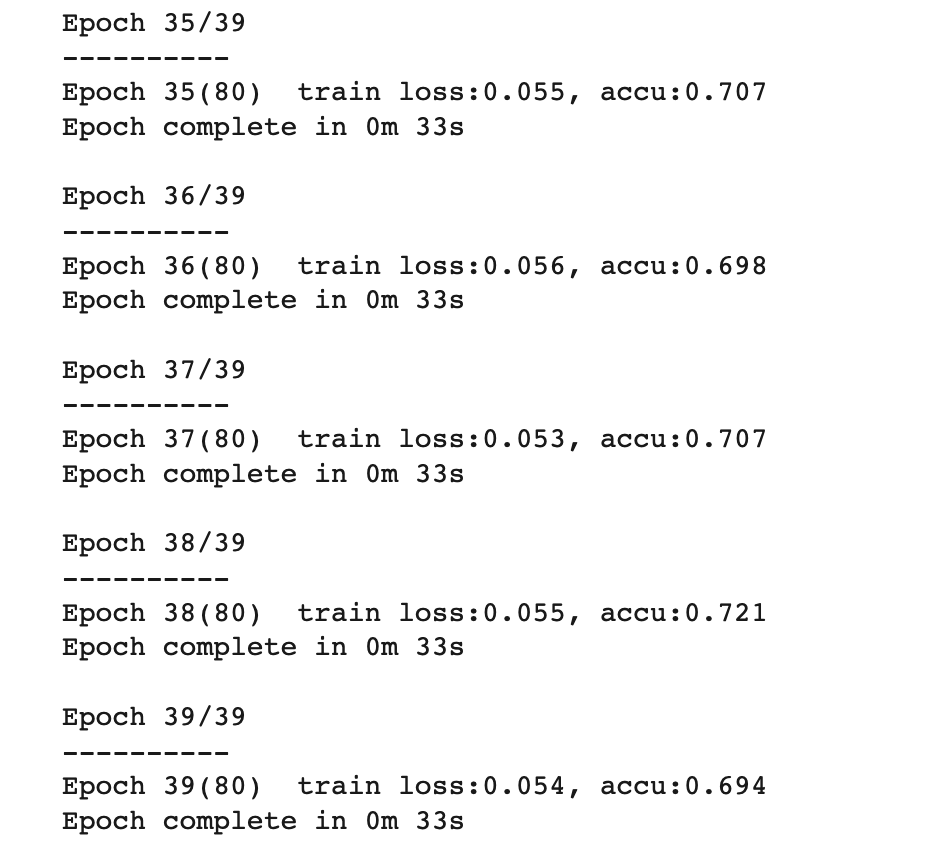 Epoch 35/39
----------
Epoch 35(80)  train loss:0.055, accu:0.707
Epoch complete in 0m 33s

Epoch 36/39
----------
Epoch 36(80)  train loss:0.056, accu:0.698
Epoch complete in 0m 33s

Epoch 37/39
----------
Epoch 37(80)  train loss:0.053, accu:0.707
Epoch complete in 0m 33s

Epoch 38/39
----------
Epoch 38(80)  train loss:0.055, accu:0.721
Epoch complete in 0m 33s

Epoch 39/39
----------
Epoch 39(80)  train loss:0.054, accu:0.694
Epoch complete in 0m 33s